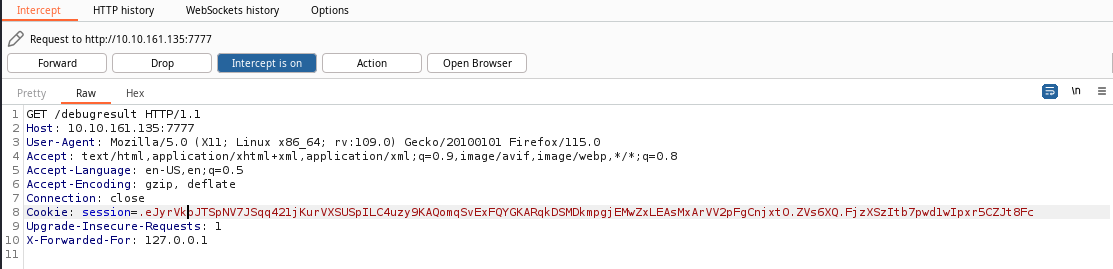 Intercept HTTP history WebSockets history Options
Request to http://10.10.161.135:7777
Forward Drop Intercept is on Action Open Browser
Pretty Raw Hex \n
1 GET /debugresult HTTP/1.1
2 Host: 10.10.161.135:7777
3 User-Agent: Mozilla/5.0 (X11; Linux x86_64; rv:109.0) Gecko/20100101 Firefox/115.0
4 Accept: text/html,application/xhtml+xml,application/xml;q=0.9,image/avif,image/webp,*/*;q=0.8
5 Accept-Language: en-US,en;q=0.5
6 Accept-Encoding: gzip, deflate
7 Connection: close
8 Cookie: session=.eJyrVkpJTSpNV7JSqq421jKurVXSUSpILC4uzy9KAQomqSvExFQYGKARqkDSMDkmpgjEMwZxLEAsMxArVV2pFgCnjxtO.ZVs6XQ.FjzXSzItb7pwdlwIpxr5CZJt8Fc
9 Upgrade-Insecure-Requests: 1
10 X-Forwarded-For: 127.0.0.1
11